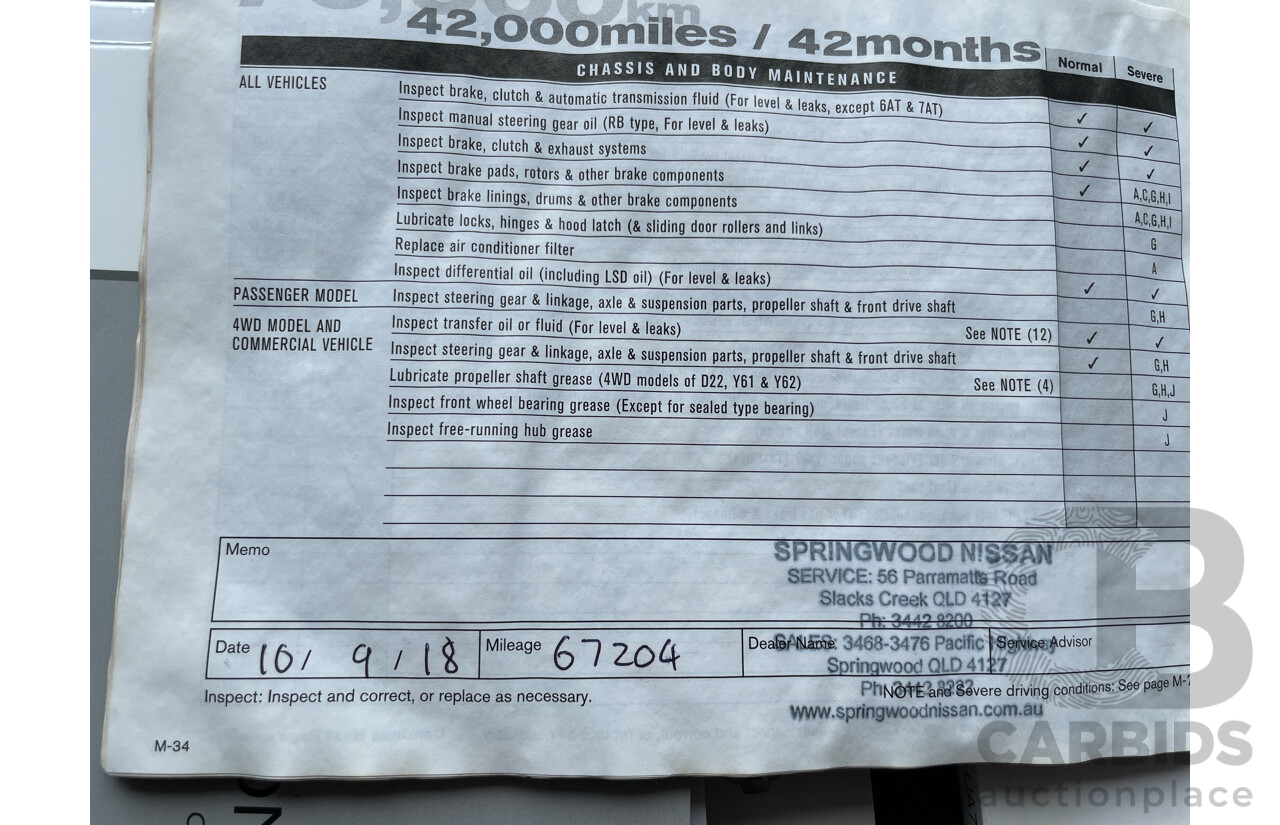 km
42,000miles / 42months
Normal Severe
CHASSIS AND BODY MAINTENANCE
ALL VEHICLES
Inspect brake, clutch & automatic transmission fluid (For level & leaks, except 6AT & 7AT) ✓ ✓
Inspect manual steering gear oil (RB type, For level & leaks) ✓ ✓
Inspect brake, clutch & exhaust systems ✓ ✓
Inspect brake pads, rotors & other brake components ✓ A,C,G,H,I
Inspect brake linings, drums & other brake components A,C,G,H,I
Lubricate locks, hinges & hood latch (& sliding door rollers and links) G
Replace air conditioner filter A
Inspect differential oil (including LSD oil) (For level & leaks) ✓ ✓
PASSENGER MODEL Inspect steering gear & linkage, axle & suspension parts, propeller shaft & front drive shaft G,H
4WD MODEL AND
COMMERCIAL VEHICLE
Inspect transfer oil or fluid (For level & leaks) See NOTE (12) ✓ ✓
Inspect steering gear & linkage, axle & suspension parts, propeller shaft & front drive shaft ✓ G,H
Lubricate propeller shaft grease (4WD models of D22, Y61 & Y62) See NOTE (4) G,H,J
Inspect front wheel bearing grease (Except for sealed type bearing) J
Inspect free-running hub grease J
Memo
SPRINGWOOD NISSAN
SERVICE: 56 Parramatta Road
Slacks Creek QLD 4127
Ph: 3442 8200
SALES: 3468-3476 Pacific
Springwood QLD 4127
Ph:
www.springwoodnissan.com.au
Date 10/ 9 / 18 Mileage 67204 Dealer Name Service Advisor
Inspect: Inspect and correct, or replace as necessary. NOTE and Severe driving conditions: See page M-
M-34
B
CARBIDS
auctionplace